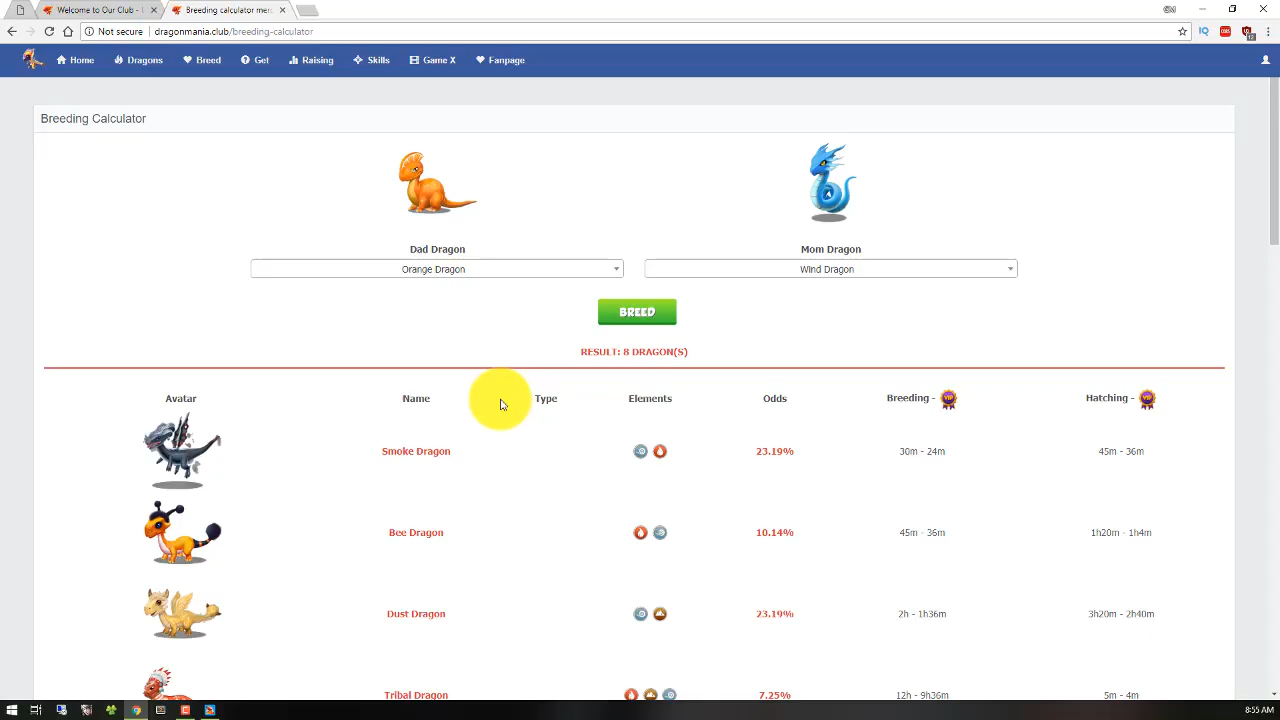 Welcome to Our Club -
Breeding calculator mer
Not secure
dragonmania.club/breeding-calculator
Home
Dragons
Breed
Get
Raising
Skills
Game X
Fanpage
Breeding Calculator
Dad Dragon
Mom Dragon
Orange Dragon
Wind Dragon
BREED
RESULT: 8 DRAGON(S)
Avatar Name Type Elements Odds Breeding - VIP Hatching - VIP
Smoke Dragon 23.19% 30m - 24m 45m - 36m
Bee Dragon 10.14% 45m - 36m 1h20m - 1h4m
Dust Dragon 23.19% 2h - 1h36m 3h20m - 2h40m
Tribal Dragon 7.25% 12h - 9h36m 5m - 4m
8:55 AM